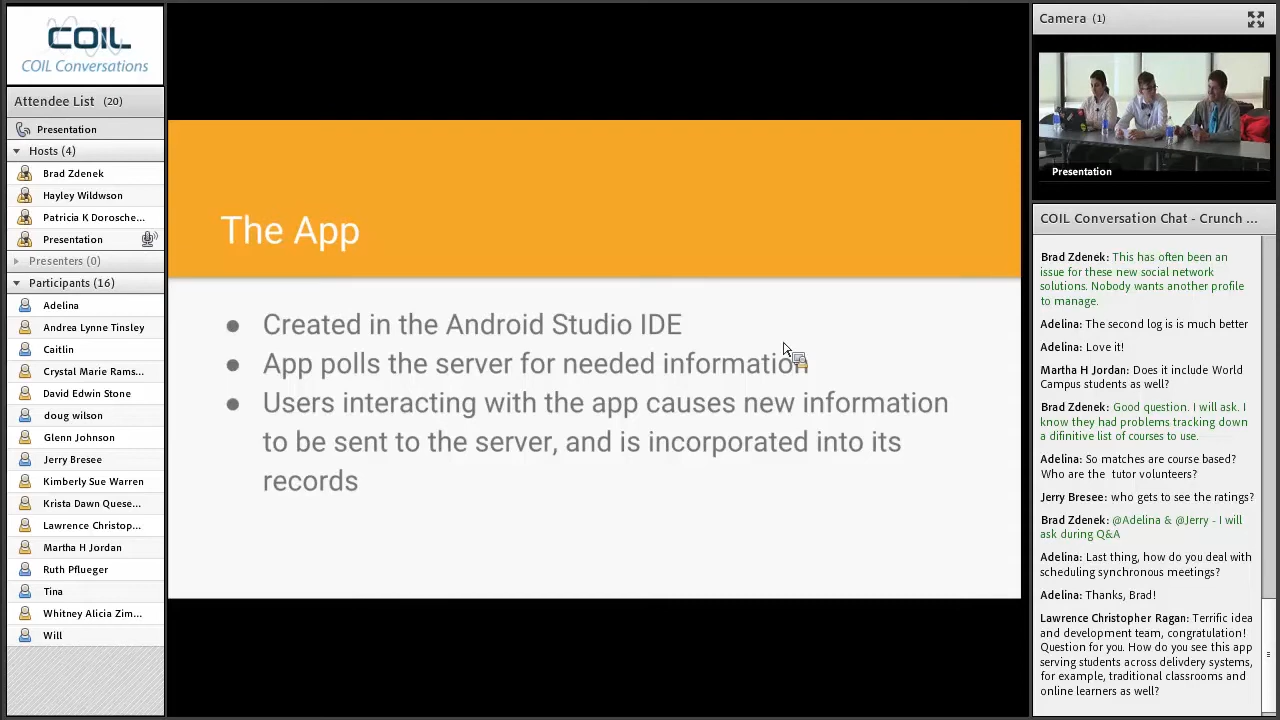 COIL
COIL Conversations
Attendee List (20)
Presentation
Hosts (4)
Brad Zdenek
Hayley Wildwson
Patricia K Dorosche...
Presentation
Presenters (0)
Participants (16)
Adelina
Andrea Lynne Tinsley
Caitlin
Crystal Marie Rams...
David Edwin Stone
doug wilson
Glenn Johnson
Jerry Bresee
Kimberly Sue Warren
Krista Dawn Quese...
Lawrence Christop...
Martha H Jordan
Ruth Pflueger
Tina
Whitney Alicia Zim...
Will
The App
● Created in the Android Studio IDE
● App polls the server for needed information
● Users interacting with the app causes new information
to be sent to the server, and is incorporated into its
records
Camera (1)
Presentation
COIL Conversation Chat - Crunch ...
Brad Zdenek: This has often been an
issue for these new social network
solutions. Nobody wants another profile
to manage.
Adelina: The second log is is much better
Adelina: Love it!
Martha H Jordan: Does it include World
Campus students as well?
Brad Zdenek: Good question. I will ask. I
know they had problems tracking down
a difinitive list of courses to use.
Adelina: So matches are course based?
Who are the tutor volunteers?
Jerry Bresee: who gets to see the ratings?
Brad Zdenek: @Adelina & @Jerry - I will
ask during Q&A
Adelina: Last thing, how do you deal with
scheduling synchronous meetings?
Adelina: Thanks, Brad!
Lawrence Christopher Ragan: Terrific idea
and development team, congratulation!
Question for you. How do you see this app
serving students across delivdery systems,
for example, traditional classrooms and
online learners as well?